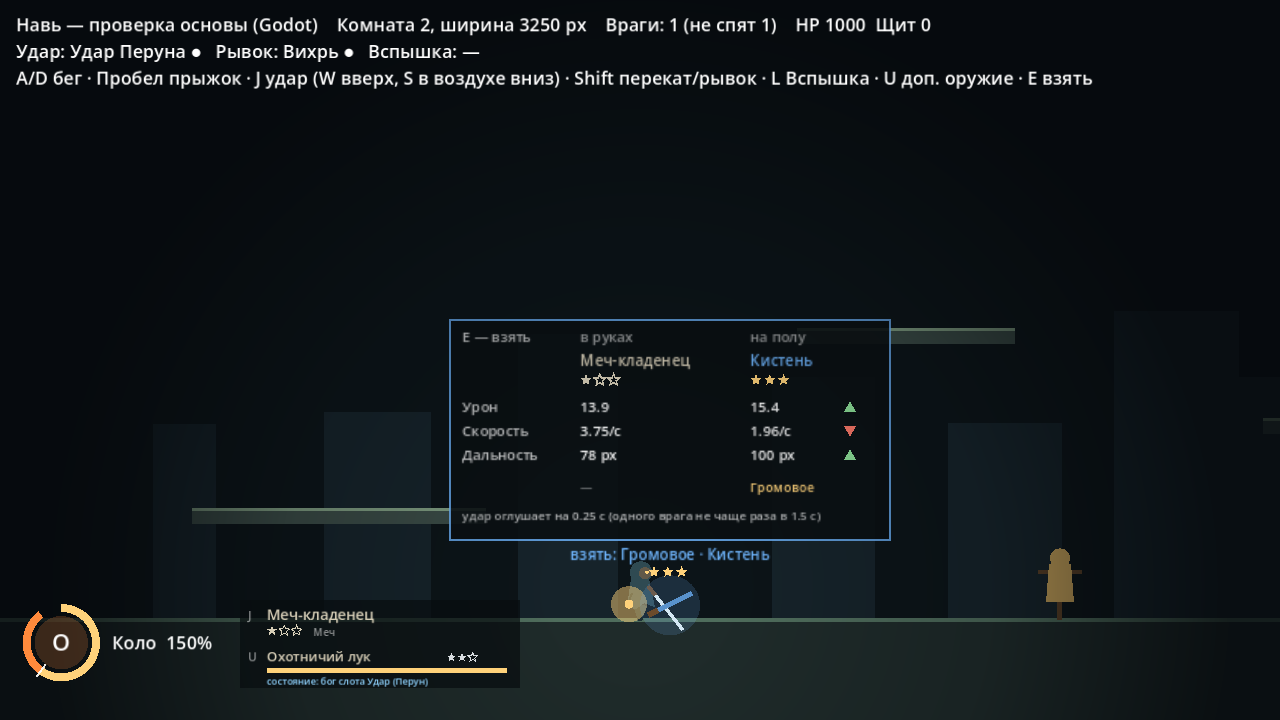 Навь — проверка основы (Godot)    Комната 2, ширина 3250 px    Враги: 1 (не спят 1)    HP 1000  Щит 0
Удар: Удар Перуна ●   Рывок: Вихрь ●   Вспышка: —
A/D бег · Пробел прыжок · J удар (W вверх, S в воздухе вниз) · Shift перекат/рывок · L Вспышка · U доп. оружие · E взять
E — взять    в руках    на полу
Меч-кладенец    Кистень
★☆☆    ★★★
Урон    13.9    15.4    ▲
Скорость    3.75/с    1.96/с    ▼
Дальность    78 px    100 px    ▲
—    Громовое
удар оглушает на 0.25 с (одного врага не чаще раза в 1.5 с)
взять: Громовое · Кистень
★★★
О    Коло  150%
J    Меч-кладенец
★☆☆    Меч
U    Охотничий лук    ★★☆
состояние: бог слота Удар (Перун)